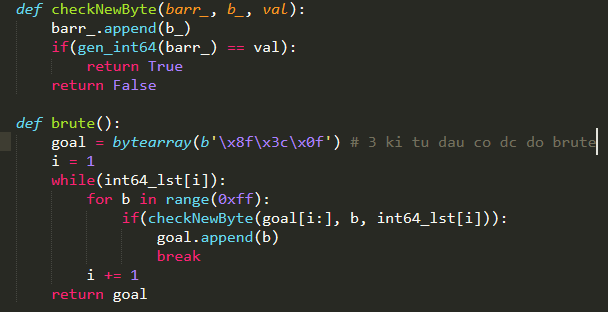 def checkNewByte(barr_, b_, val):
    barr_.append(b_)
    if(gen_int64(barr_) == val):
        return True
    return False

def brute():
    goal = bytearray(b'\x8f\x3c\x0f') # 3 ki tu dau co dc do brute
    i = 1
    while(int64_lst[i]):
        for b in range(0xff):
            if(checkNewByte(goal[i:], b, int64_lst[i])):
                goal.append(b)
                break
        i += 1
    return goal